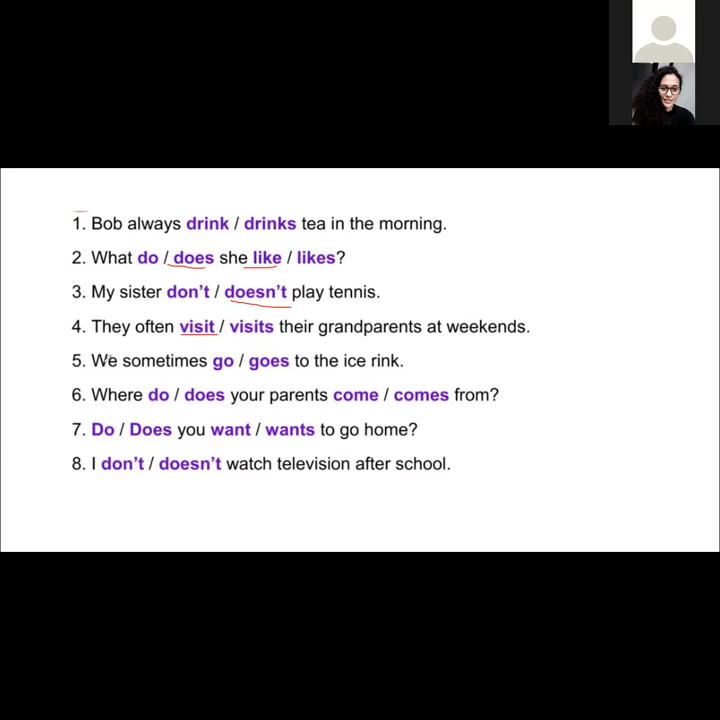 1. Bob always drink / drinks tea in the morning.
2. What do / does she like / likes?
3. My sister don't / doesn't play tennis.
4. They often visit / visits their grandparents at weekends.
5. We sometimes go / goes to the ice rink.
6. Where do / does your parents come / comes from?
7. Do / Does you want / wants to go home?
8. I don't / doesn't watch television after school.